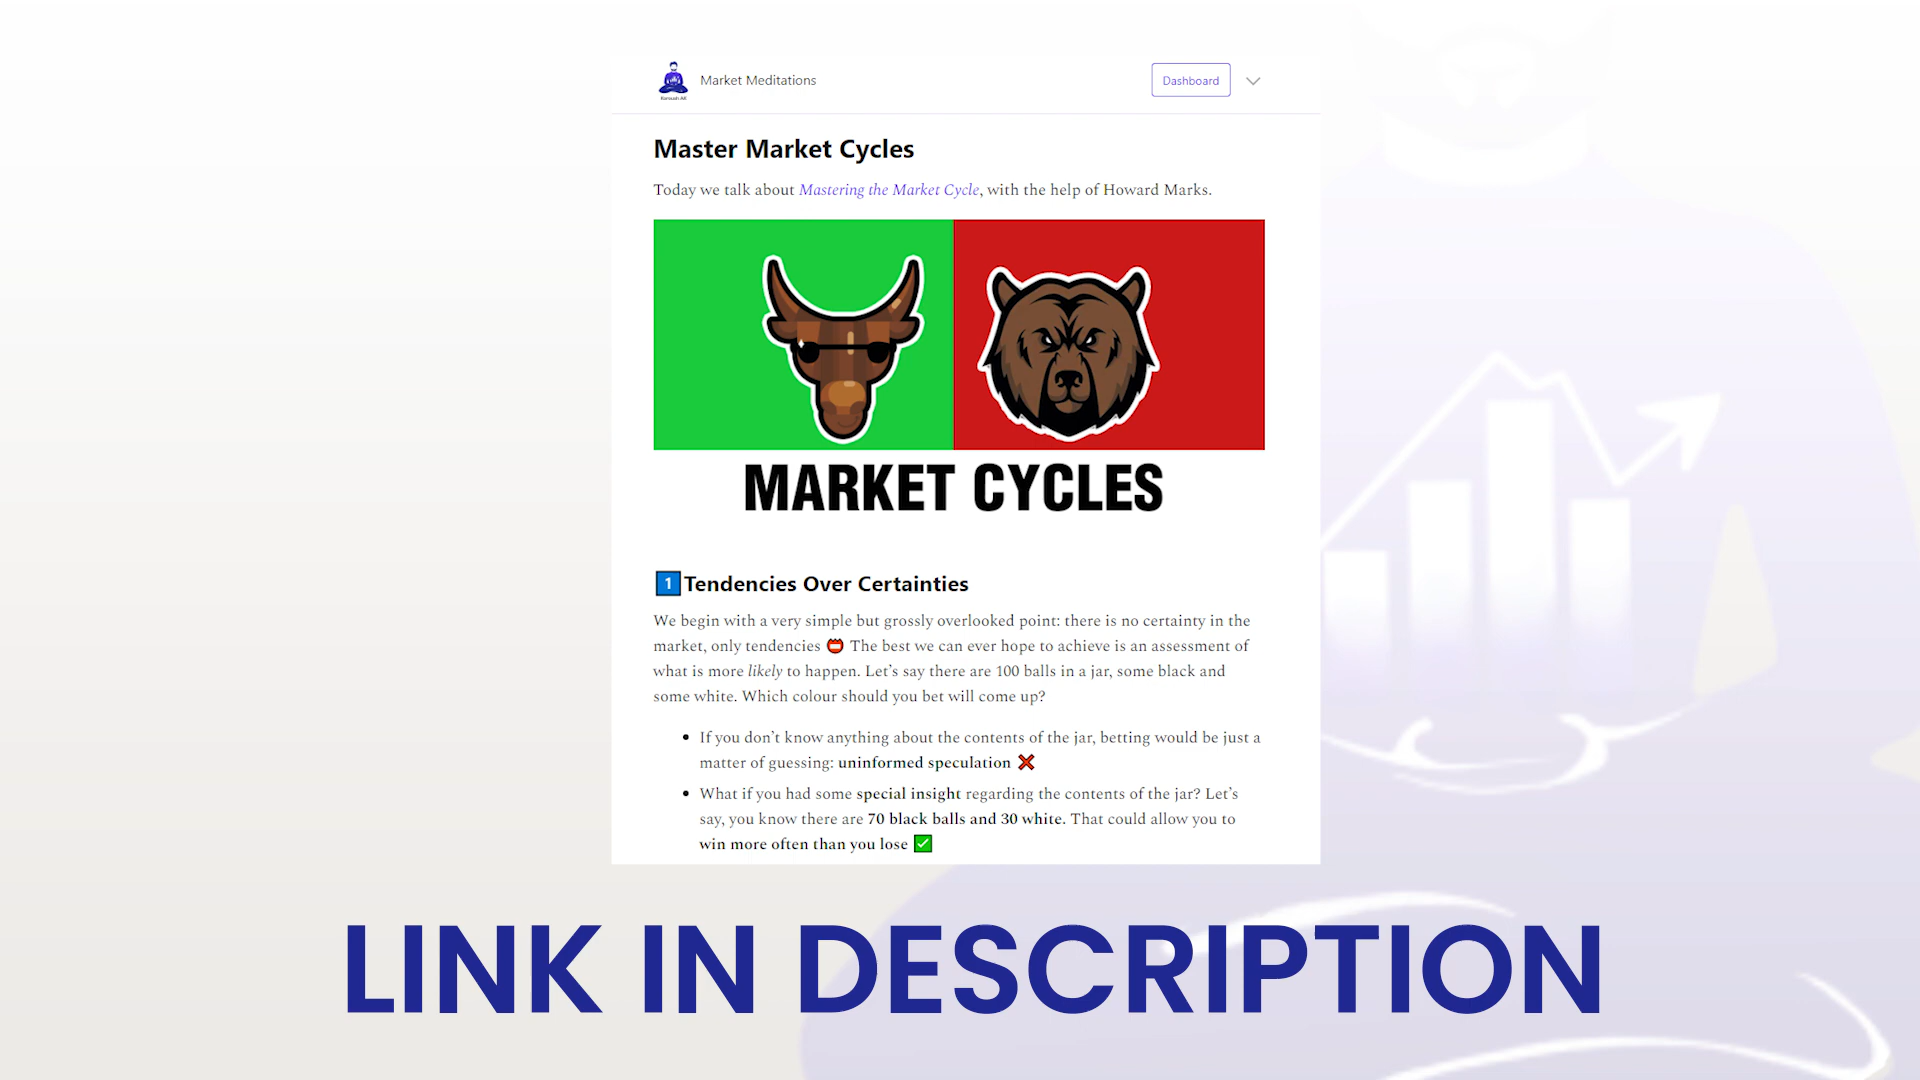 Market Meditations
Dashboard
Master Market Cycles
Today we talk about Mastering the Market Cycle, with the help of Howard Marks.
MARKET CYCLES
1 Tendencies Over Certainties
We begin with a very simple but grossly overlooked point: there is no certainty in the
market, only tendencies 📛 The best we can ever hope to achieve is an assessment of
what is more likely to happen. Let’s say there are 100 balls in a jar, some black and
some white. Which colour should you bet will come up?
• If you don’t know anything about the contents of the jar, betting would be just a
matter of guessing: uninformed speculation ❌
• What if you had some special insight regarding the contents of the jar? Let’s
say, you know there are 70 black balls and 30 white. That could allow you to
win more often than you lose ✅
LINK IN DESCRIPTION